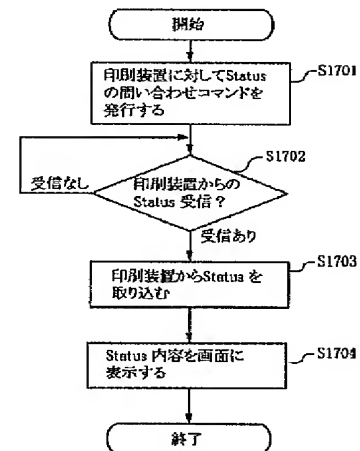 開始
印刷装置に対してStatus
の問い合わせコマンドを
発行する
S1701
S1702
受信なし
印刷装置からの
Status 受信？
受信あり
印刷装置からStatus を
取り込む
S1703
Status 内容を画面に
表示する
S1704
終了